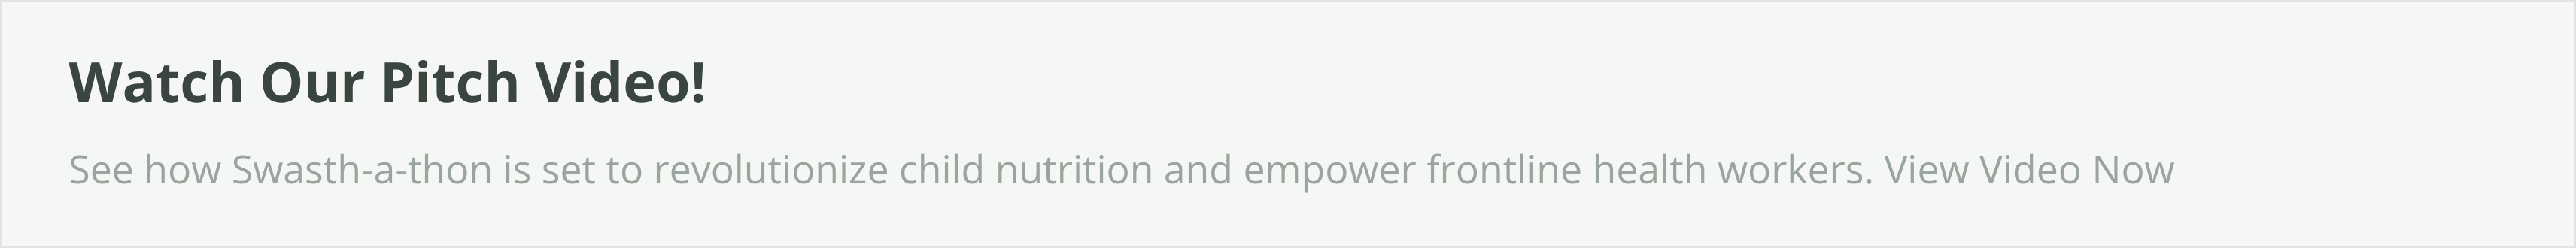 Watch Our Pitch Video!
See how Swasth-a-thon is set to revolutionize child nutrition and empower frontline health workers. View Video Now